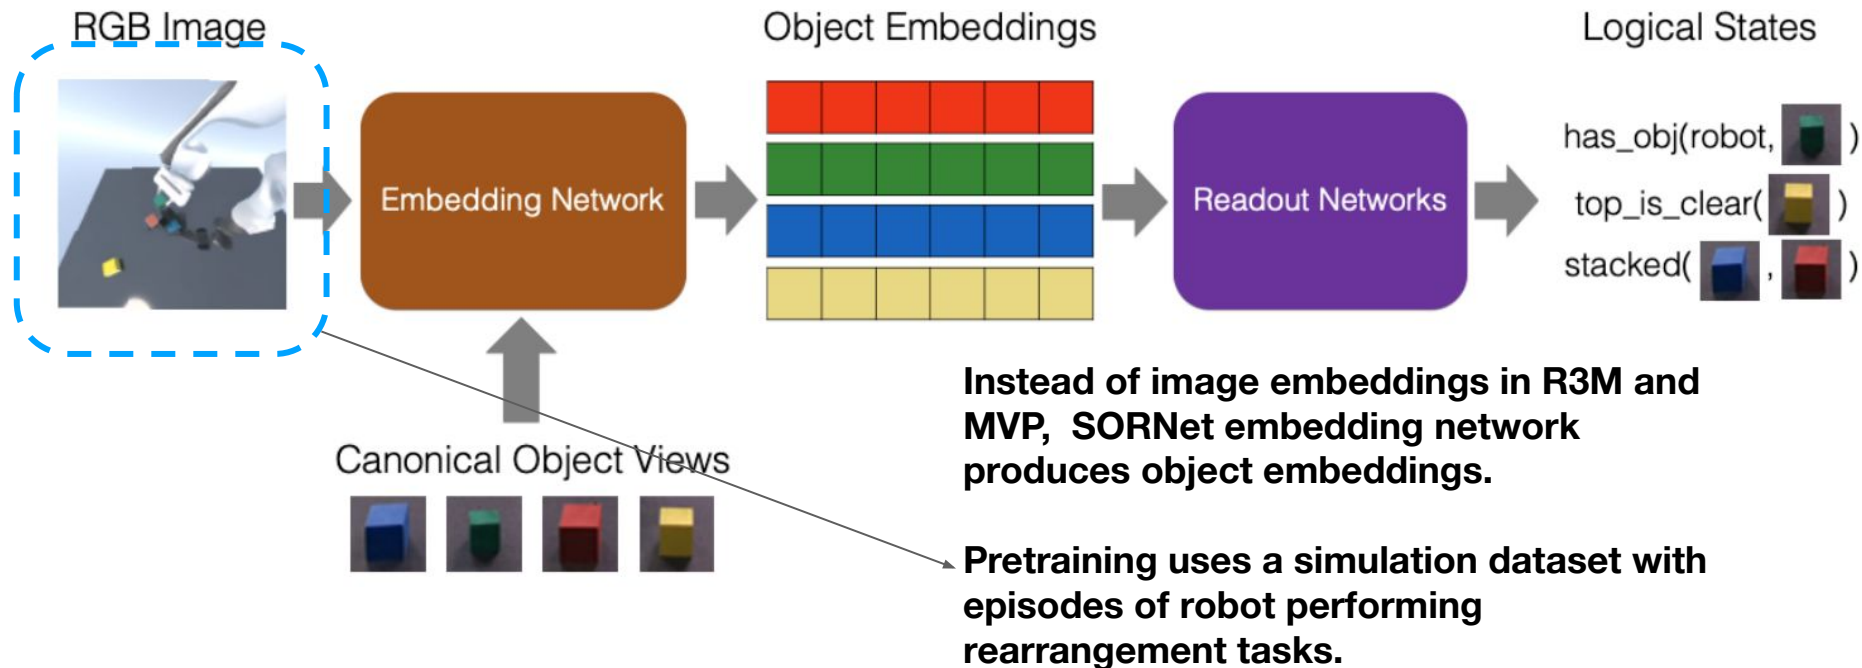 RGB Image
Object Embeddings
Logical States
Embedding Network
Readout Networks
has_obj(robot, )
top_is_clear( )
stacked( , )
Canonical Object Views
Instead of image embeddings in R3M and
MVP,  SORNet embedding network
produces object embeddings.
Pretraining uses a simulation dataset with
episodes of robot performing
rearrangement tasks.